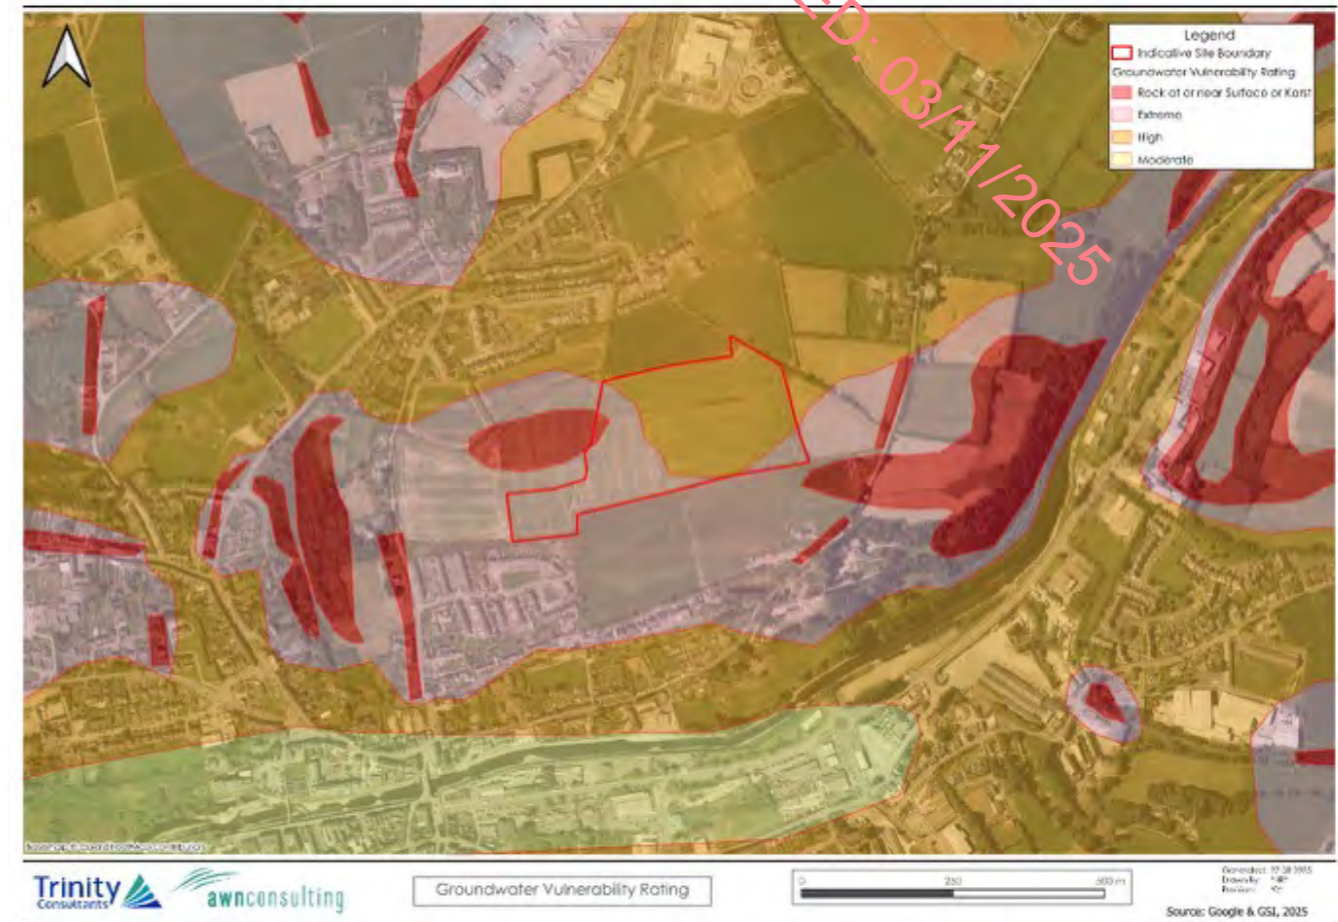 ED: 03/11/2025
Legend
Indicative Site Boundary
Groundwater Vulnerability Rating
Rock at or near Surface or Karst
Extreme
High
Moderate
Trinity
Consultants
awnconsulting
Groundwater Vulnerability Rating
0 250 500 m
Source: Google & GSI, 2025